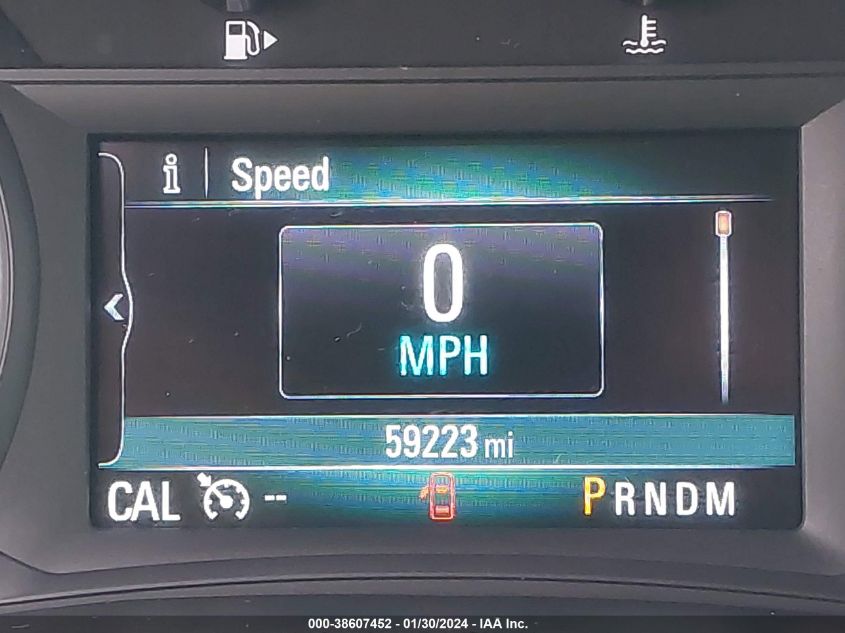 Speed
0
MPH
59223 mi
CAL -- PRNDM
000-38607452 - 01/30/2024 - IAA Inc.